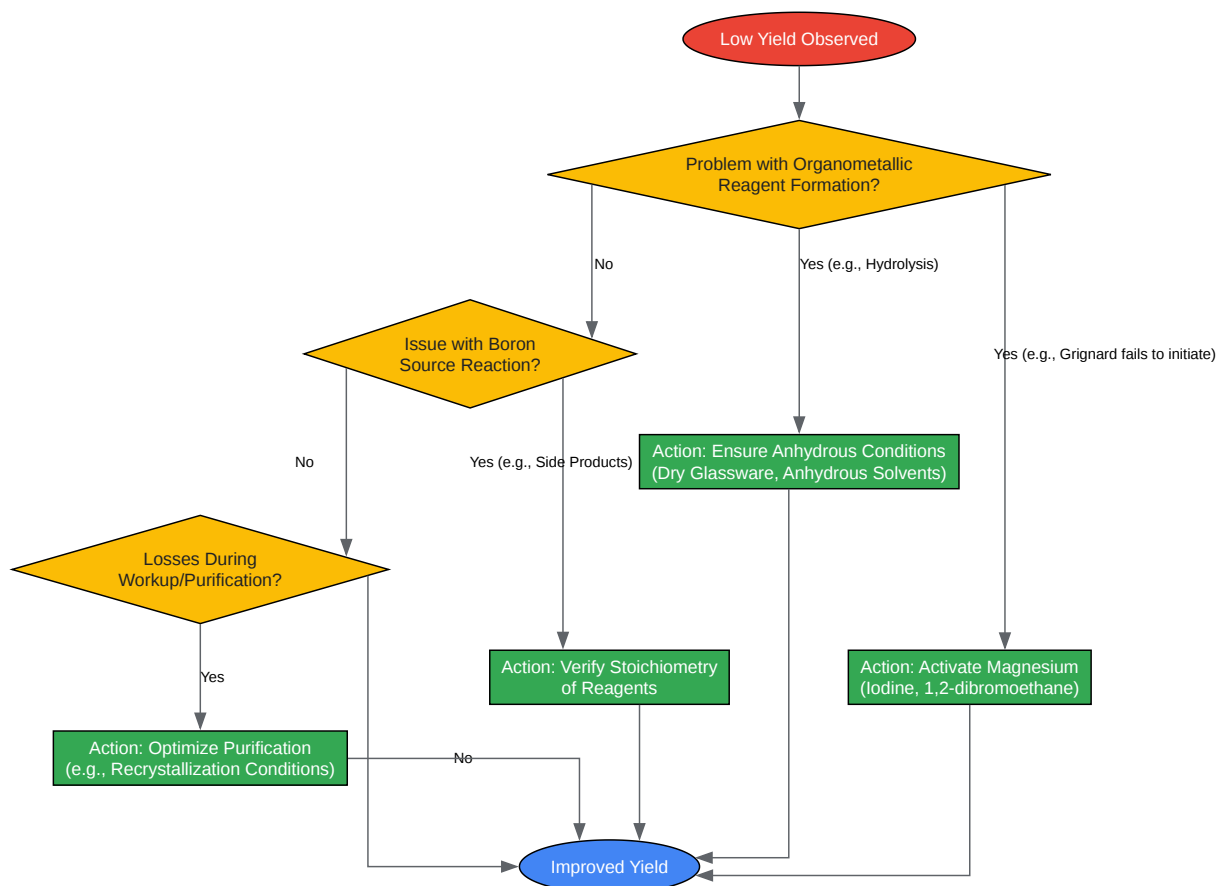 Low Yield Observed
Problem with Organometallic
Reagent Formation?
No
Yes (e.g., Hydrolysis)
Issue with Boron
Source Reaction?
Yes (e.g., Grignard fails to initiate)
No
Yes (e.g., Side Products)
Action: Ensure Anhydrous Conditions
(Dry Glassware, Anhydrous Solvents)
Losses During
Workup/Purification?
Yes
Action: Verify Stoichiometry
of Reagents
Action: Activate Magnesium
(Iodine, 1,2-dibromoethane)
Action: Optimize Purification
(e.g., Recrystallization Conditions)
No
Improved Yield